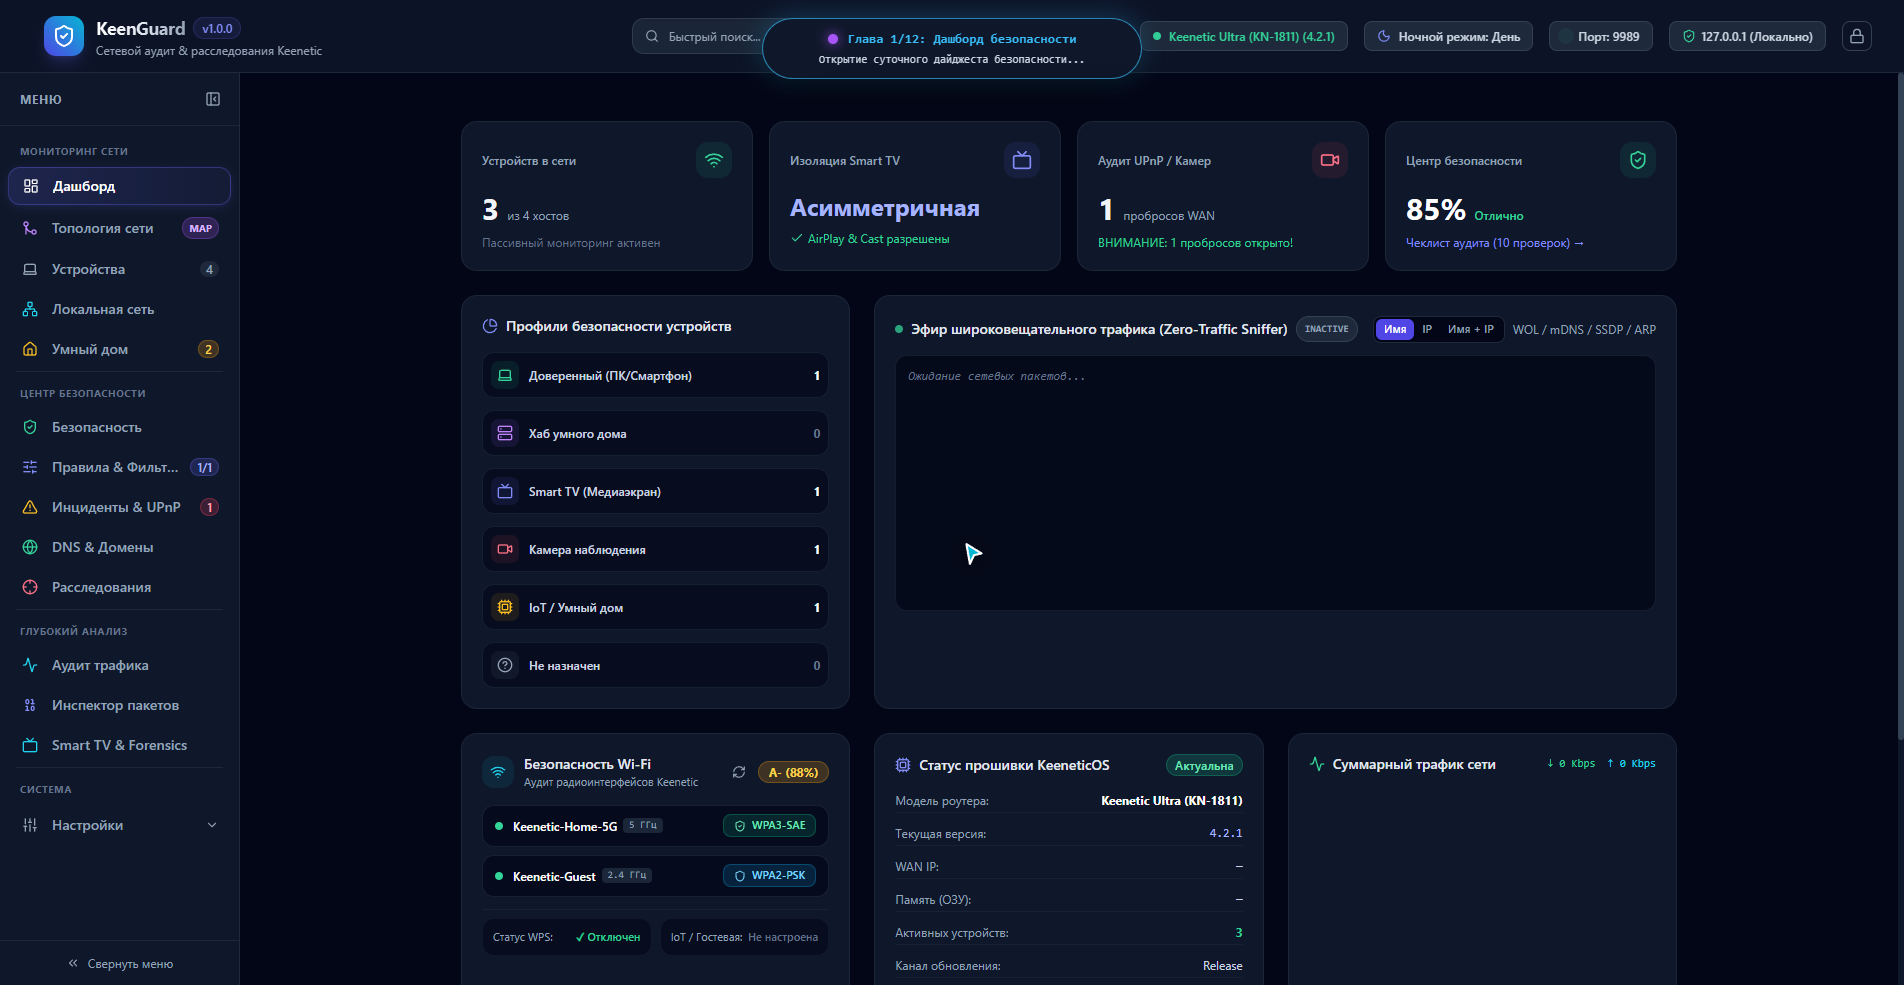 KeenGuard v1.0.0
Сетевой аудит & расследования Keenetic
Быстрый поиск...
Глава 1/12: Дашборд безопасности
Открытие суточного дайджеста безопасности...
Keenetic Ultra (KN-1811) (4.2.1)
Ночной режим: День
Порт: 9989
127.0.0.1 (Локально)
МЕНЮ
МОНИТОРИНГ СЕТИ
Дашборд
Топология сети MAP
Устройства 4
Локальная сеть
Умный дом 2
ЦЕНТР БЕЗОПАСНОСТИ
Безопасность
Правила & Фильт... 1/1
Инциденты & UPnP 1
DNS & Домены
Расследования
ГЛУБОКИЙ АНАЛИЗ
Аудит трафика
Инспектор пакетов
Smart TV & Forensics
СИСТЕМА
Настройки
« Свернуть меню
Устройств в сети
3 из 4 хостов
Пассивный мониторинг активен
Изоляция Smart TV
Асимметричная
✓ AirPlay & Cast разрешены
Аудит UPnP / Камер
1 пробросов WAN
ВНИМАНИЕ: 1 пробросов открыто!
Центр безопасности
85% Отлично
Чеклист аудита (10 проверок) →
Профили безопасности устройств
Доверенный (ПК/Смартфон) 1
Хаб умного дома 0
Smart TV (Медиаэкран) 1
Камера наблюдения 1
IoT / Умный дом 1
Не назначен 0
Эфир широковещательного трафика (Zero-Traffic Sniffer) INACTIVE Имя IP Имя + IP WOL / mDNS / SSDP / ARP
Ожидание сетевых пакетов...
Безопасность Wi-Fi
Аудит радиоинтерфейсов Keenetic
A- (88%)
Keenetic-Home-5G 5 ГГц WPA3-SAE
Keenetic-Guest 2.4 ГГц WPA2-PSK
Статус WPS: ✓ Отключен
IoT / Гостевая: Не настроена
Статус прошивки KeeneticOS Актуальна
Модель роутера: Keenetic Ultra (KN-1811)
Текущая версия: 4.2.1
WAN IP: —
Память (ОЗУ): —
Активных устройств: 3
Канал обновления: Release
Суммарный трафик сети ↓ 0 Kbps ↑ 0 Kbps